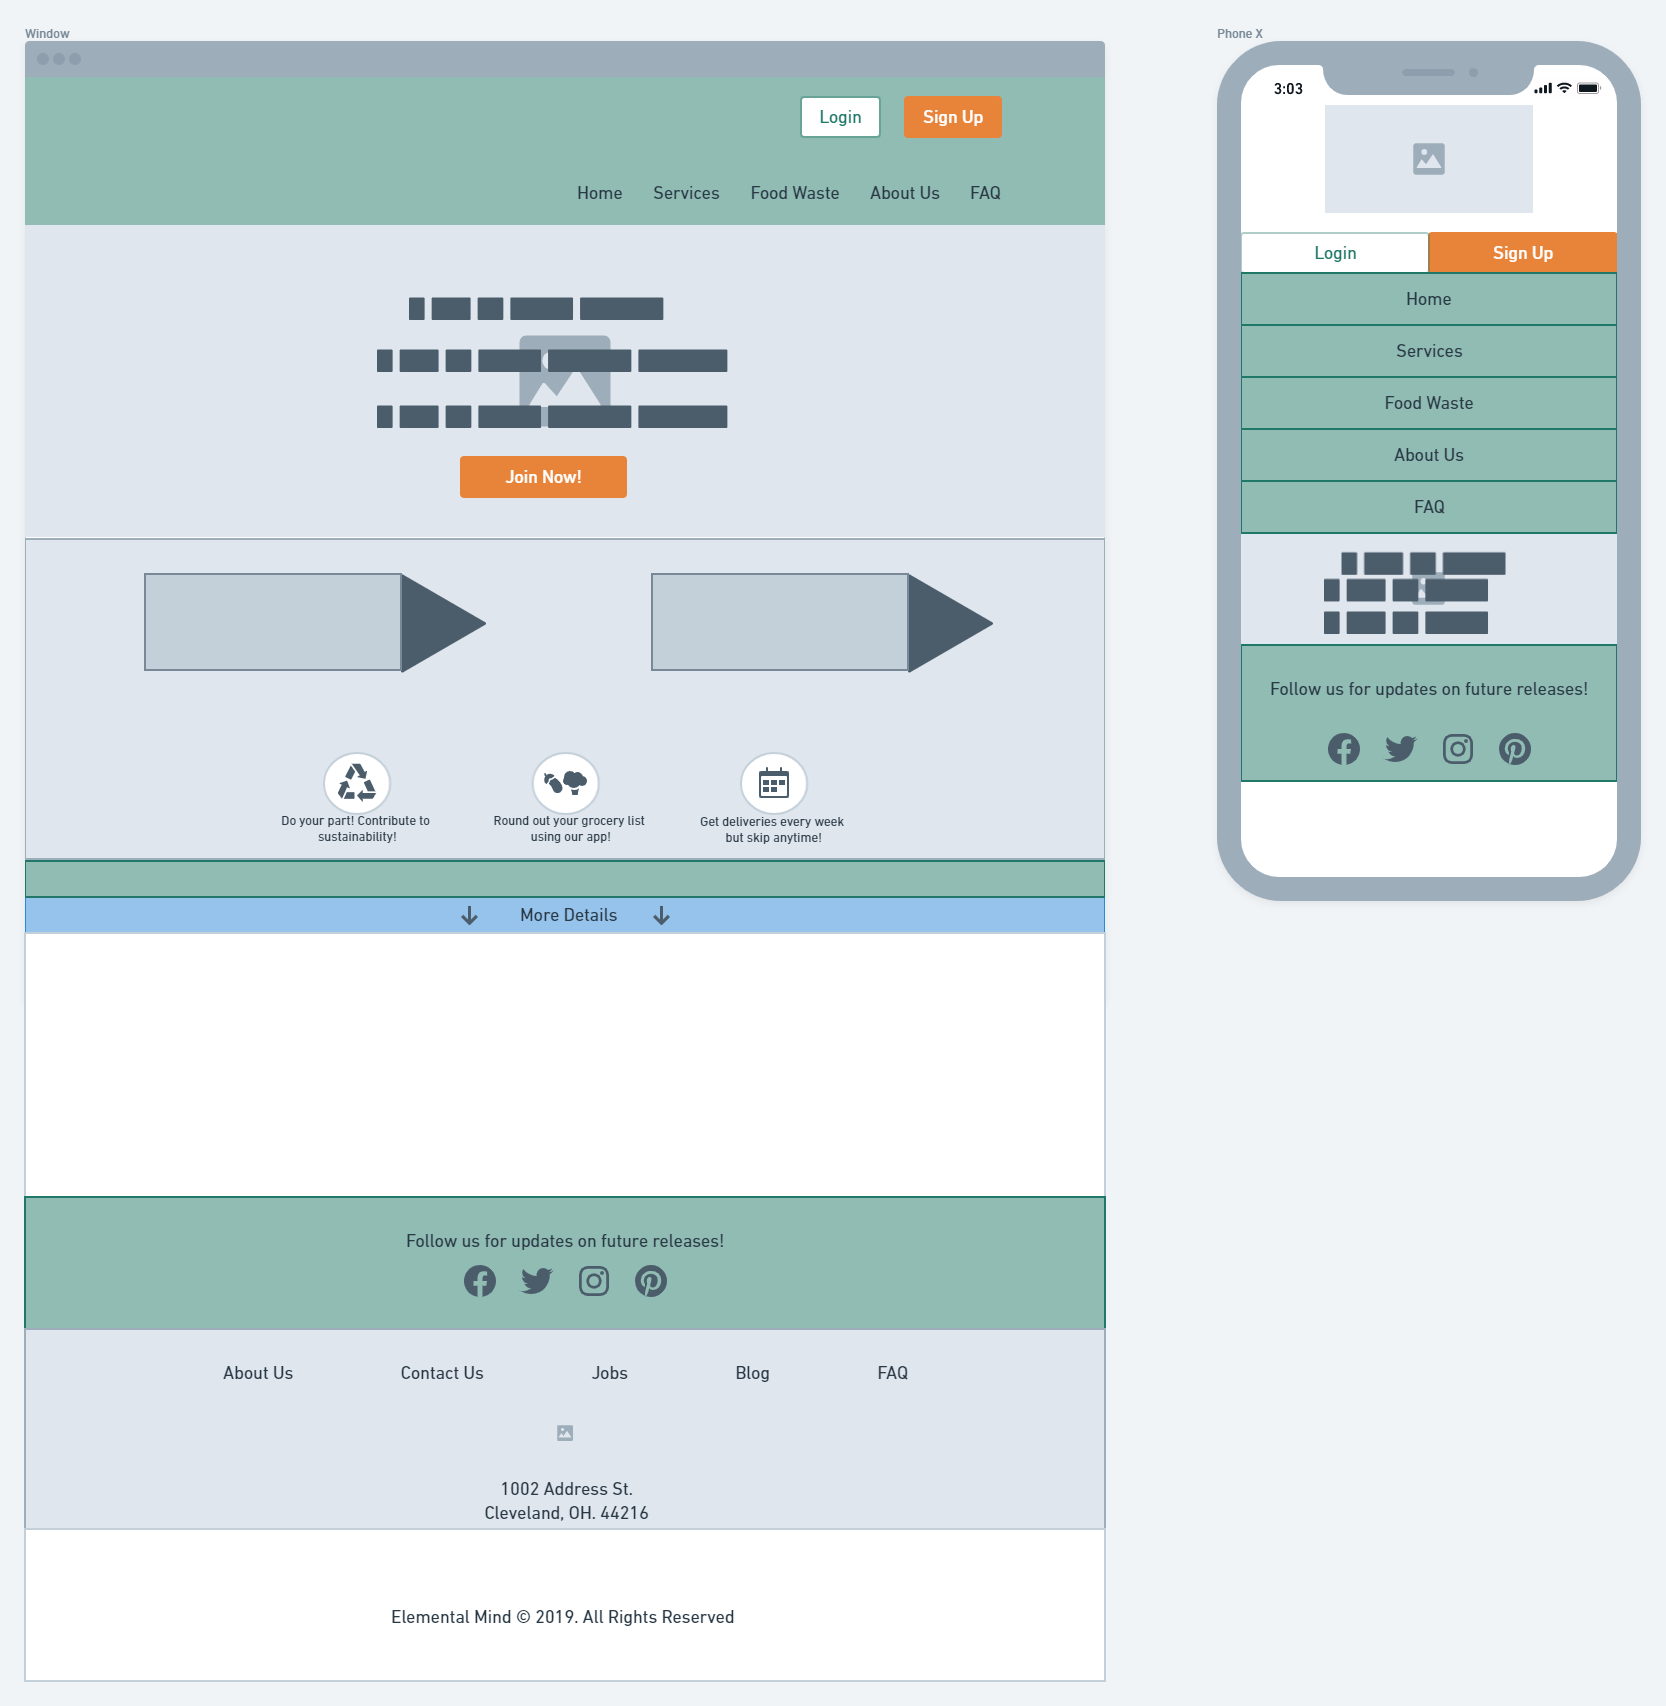 Window
Login Sign Up
Home Services Food Waste About Us FAQ
Join Now!
Do your part! Contribute to
sustainability!
Round out your grocery list
using our app!
Get deliveries every week
but skip anytime!
More Details
Follow us for updates on future releases!
About Us Contact Us Jobs Blog FAQ
1002 Address St.
Cleveland, OH. 44216
Elemental Mind © 2019. All Rights Reserved
Phone X
3:03
Login Sign Up
Home
Services
Food Waste
About Us
FAQ
Follow us for updates on future releases!